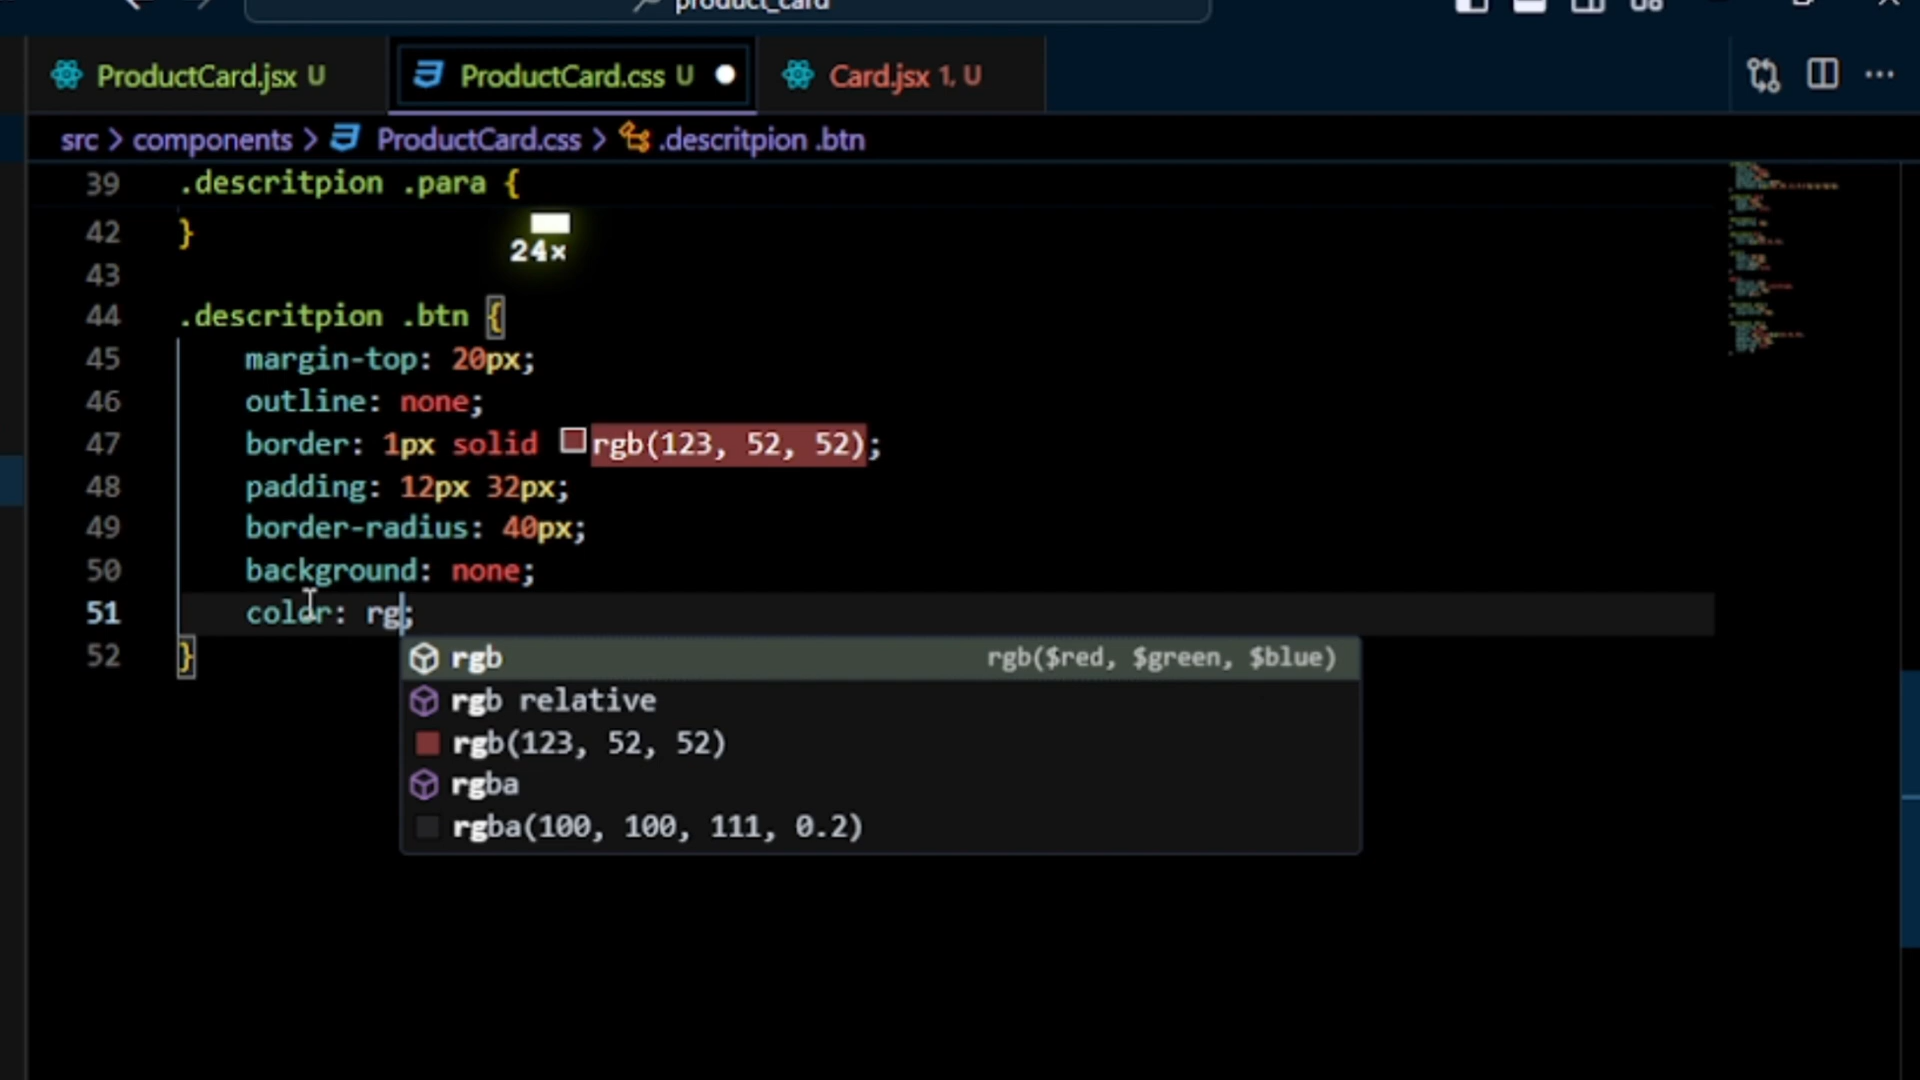 product_card
ProductCard.jsx U
ProductCard.css U
Card.jsx 1, U
src > components > ProductCard.css > .descritpion .btn
39 .descritpion .para {
42 }
24×
43
44 .descritpion .btn {
45 margin-top: 20px;
46 outline: none;
47 border: 1px solid rgb(123, 52, 52);
48 padding: 12px 32px;
49 border-radius: 40px;
50 background: none;
51 color: rg;
52 }
rgb rgb($red, $green, $blue)
rgb relative
rgb(123, 52, 52)
rgba
rgba(100, 100, 111, 0.2)